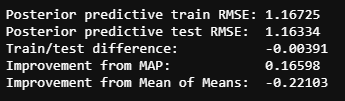 Posterior predictive train RMSE: 1.16725
Posterior predictive test RMSE: 1.16334
Train/test difference: -0.00391
Improvement from MAP: 0.16598
Improvement from Mean of Means: -0.22103